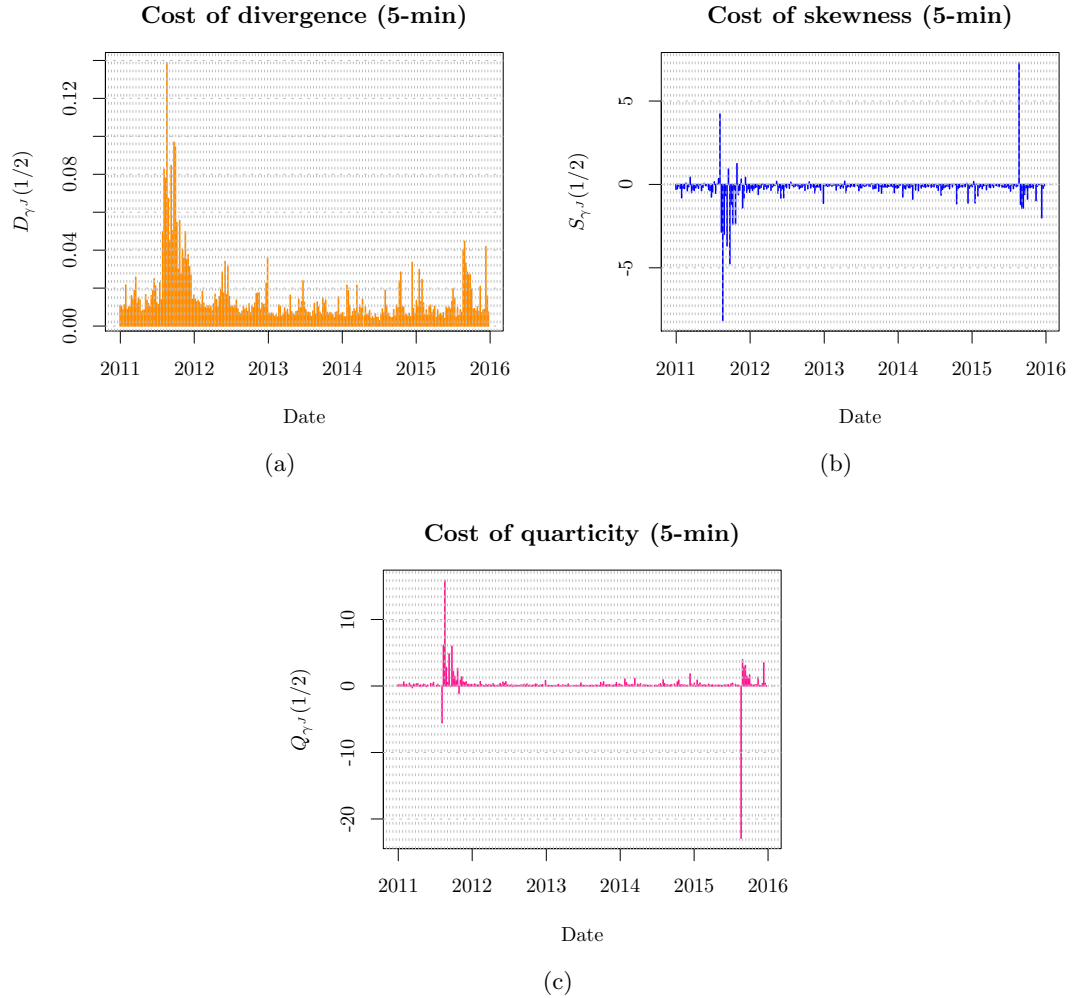 Cost of divergence (5-min)
D_{γ^J}(1/2)
0.12
0.08
0.04
0.00
2011 2012 2013 2014 2015 2016
Date
(a)
Cost of skewness (5-min)
S_{γ^J}(1/2)
5
0
-5
2011 2012 2013 2014 2015 2016
Date
(b)
Cost of quarticity (5-min)
Q_{γ^J}(1/2)
10
0
-10
-20
2011 2012 2013 2014 2015 2016
Date
(c)